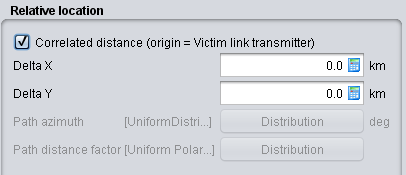 Relative location
Correlated distance (origin = Victim link transmitter)
Delta X 0.0 km
Delta Y 0.0 km
Path azimuth [UniformDistri...] Distribution deg
Path distance factor [Uniform Polar...] Distribution